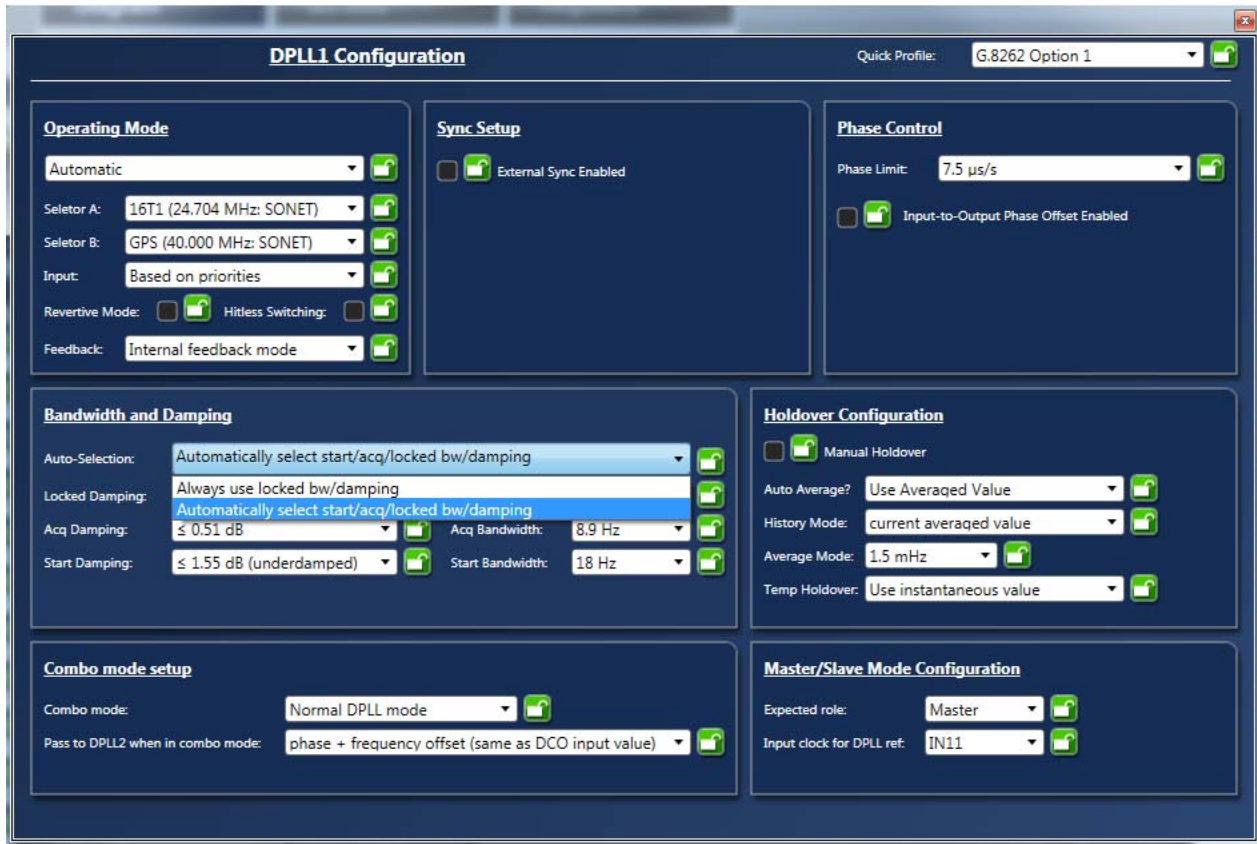 DPLL1 Configuration
Quick Profile: G.8262 Option 1
Operating Mode
Automatic
Seletor A: 16T1 (24.704 MHz: SONET)
Seletor B: GPS (40.000 MHz: SONET)
Input: Based on priorities
Revertive Mode: Hitless Switching:
Feedback: Internal feedback mode
Sync Setup
External Sync Enabled
Phase Control
Phase Limit: 7.5 µs/s
Input-to-Output Phase Offset Enabled
Bandwidth and Damping
Auto-Selection: Automatically select start/acq/locked bw/damping
Always use locked bw/damping
Locked Damping:
Automatically select start/acq/locked bw/damping
Acq Damping: ≤ 0.51 dB Acq Bandwidth: 8.9 Hz
Start Damping: ≤ 1.55 dB (underdamped) Start Bandwidth: 18 Hz
Holdover Configuration
Manual Holdover
Auto Average? Use Averaged Value
History Mode: current averaged value
Average Mode: 1.5 mHz
Temp Holdover: Use instantaneous value
Combo mode setup
Combo mode: Normal DPLL mode
Pass to DPLL2 when in combo mode: phase + frequency offset (same as DCO input value)
Master/Slave Mode Configuration
Expected role: Master
Input clock for DPLL ref: IN11